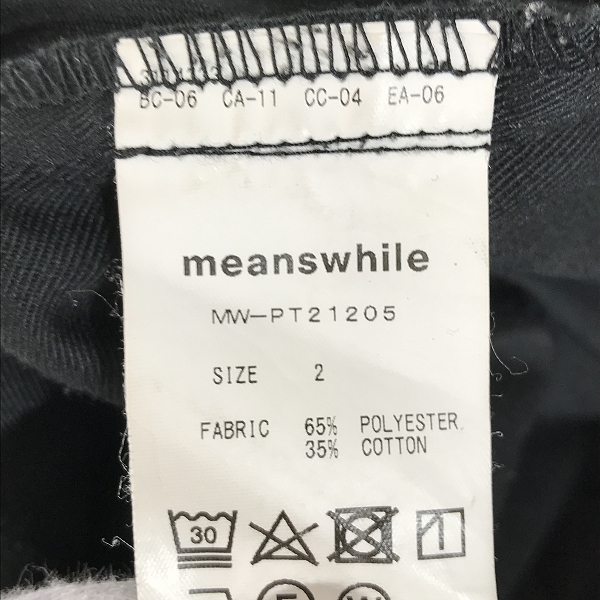 BC-06 CA-11 CC-04 EA-06
meanswhile
MW-PT21205
SIZE 2
FABRIC 65% POLYESTER
35% COTTON
30